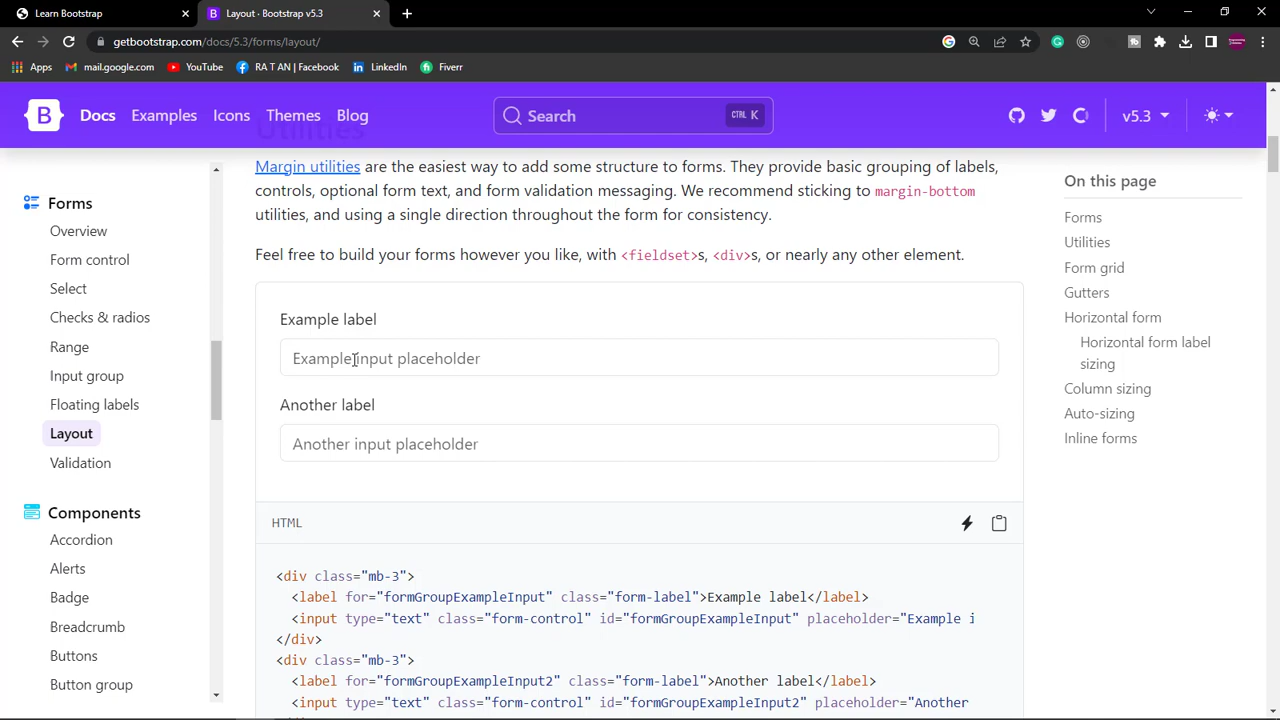 Learn Bootstrap
Layout · Bootstrap v5.3
getbootstrap.com/docs/5.3/forms/layout/
Apps
mail.google.com
YouTube
RA T AN | Facebook
LinkedIn
Fiverr
B
Docs
Examples
Icons
Themes
Blog
Search
CTRL K
v5.3
Utilities
Forms
Overview
Form control
Select
Checks & radios
Range
Input group
Floating labels
Layout
Validation
Components
Accordion
Alerts
Badge
Breadcrumb
Buttons
Button group
Margin utilities are the easiest way to add some structure to forms. They provide basic grouping of labels,
controls, optional form text, and form validation messaging. We recommend sticking to margin-bottom
utilities, and using a single direction throughout the form for consistency.
Feel free to build your forms however you like, with <fieldset>s, <div>s, or nearly any other element.
Example label
Example input placeholder
Another label
Another input placeholder
HTML
<div class="mb-3">
<label for="formGroupExampleInput" class="form-label">Example label</label>
<input type="text" class="form-control" id="formGroupExampleInput" placeholder="Example i
</div>
<div class="mb-3">
<label for="formGroupExampleInput2" class="form-label">Another label</label>
<input type="text" class="form-control" id="formGroupExampleInput2" placeholder="Another
On this page
Forms
Utilities
Form grid
Gutters
Horizontal form
Horizontal form label
sizing
Column sizing
Auto-sizing
Inline forms